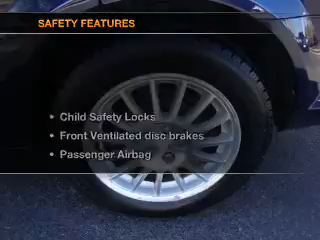 SAFETY FEATURES
• Child Safety Locks
• Front Ventilated disc brakes
• Passenger Airbag